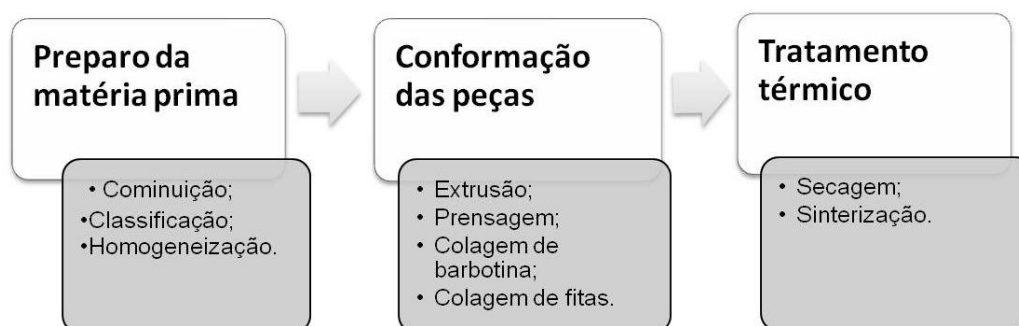 Preparo da
matéria prima
• Cominuição;
•Classificação;
•Homogeneização.
Conformação
das peças
• Extrusão;
• Prensagem;
• Colagem de
barbotina;
• Colagem de fitas.
Tratamento
térmico
• Secagem;
• Sinterização.